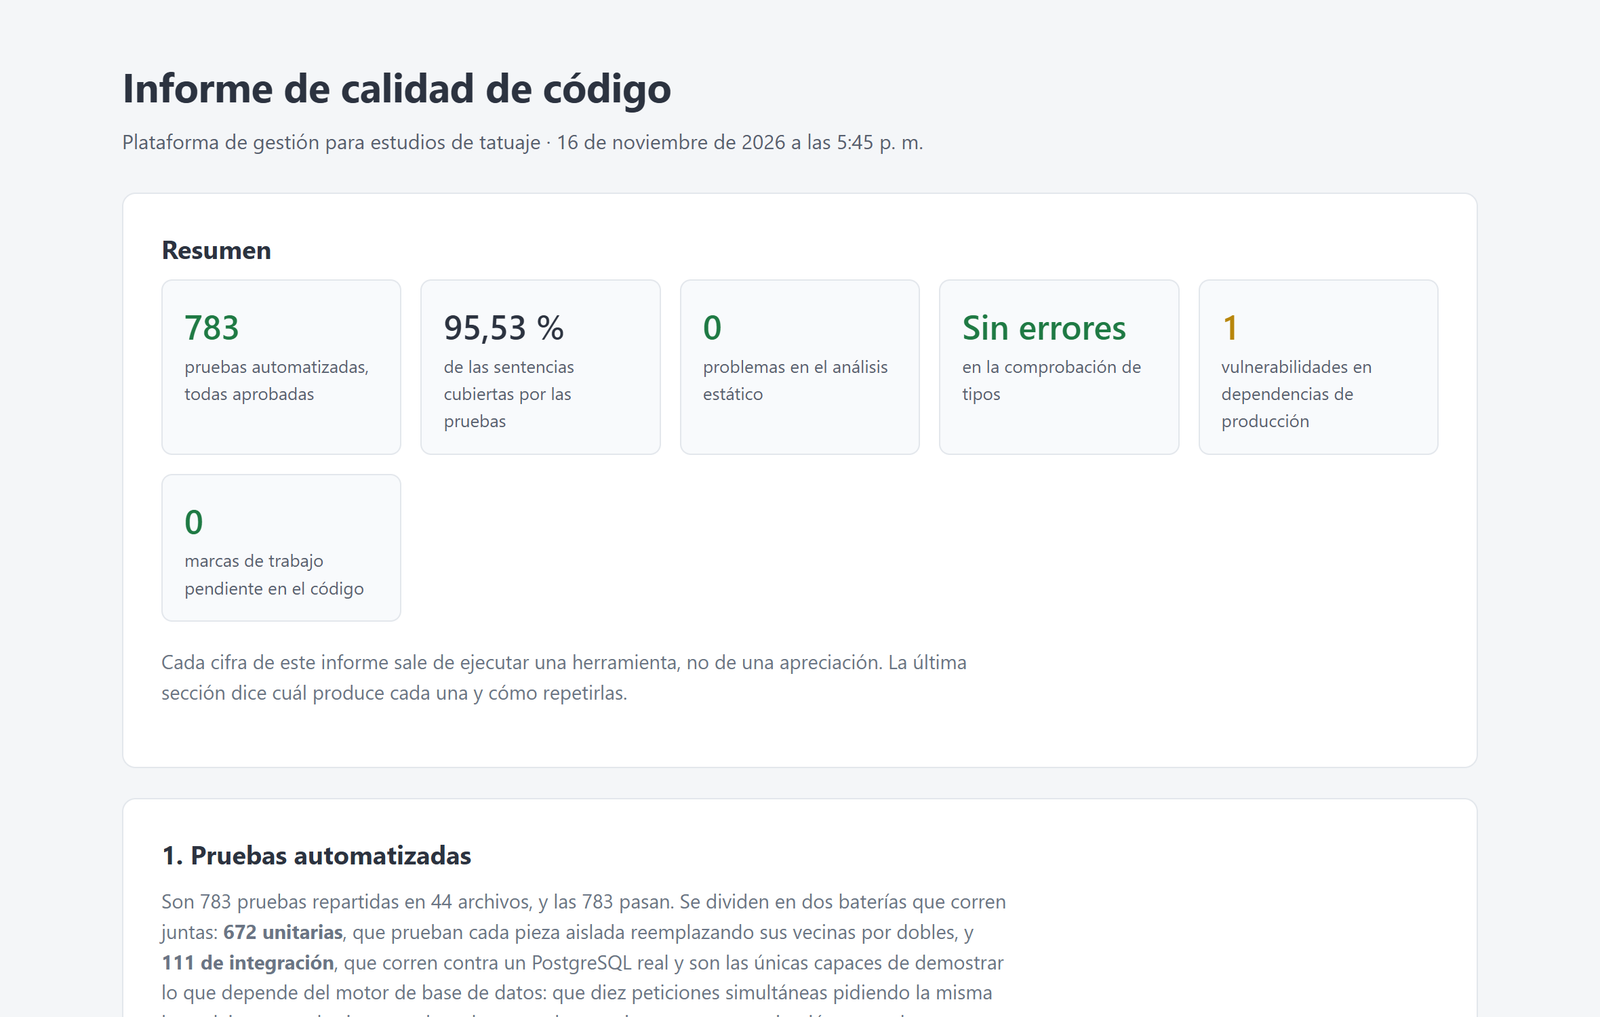 Informe de calidad de código
Plataforma de gestión para estudios de tatuaje · 16 de noviembre de 2026 a las 5:45 p. m.
Resumen
783
pruebas automatizadas,
todas aprobadas
95,53 %
de las sentencias
cubiertas por las
pruebas
0
problemas en el análisis
estático
Sin errores
en la comprobación de
tipos
1
vulnerabilidades en
dependencias de
producción
0
marcas de trabajo
pendiente en el código
Cada cifra de este informe sale de ejecutar una herramienta, no de una apreciación. La última
sección dice cuál produce cada una y cómo repetirlas.
1. Pruebas automatizadas
Son 783 pruebas repartidas en 44 archivos, y las 783 pasan. Se dividen en dos baterías que corren
juntas: 672 unitarias, que prueban cada pieza aislada reemplazando sus vecinas por dobles, y
111 de integración, que corren contra un PostgreSQL real y son las únicas capaces de demostrar
lo que depende del motor de base de datos: que diez peticiones simultáneas pidiendo la misma